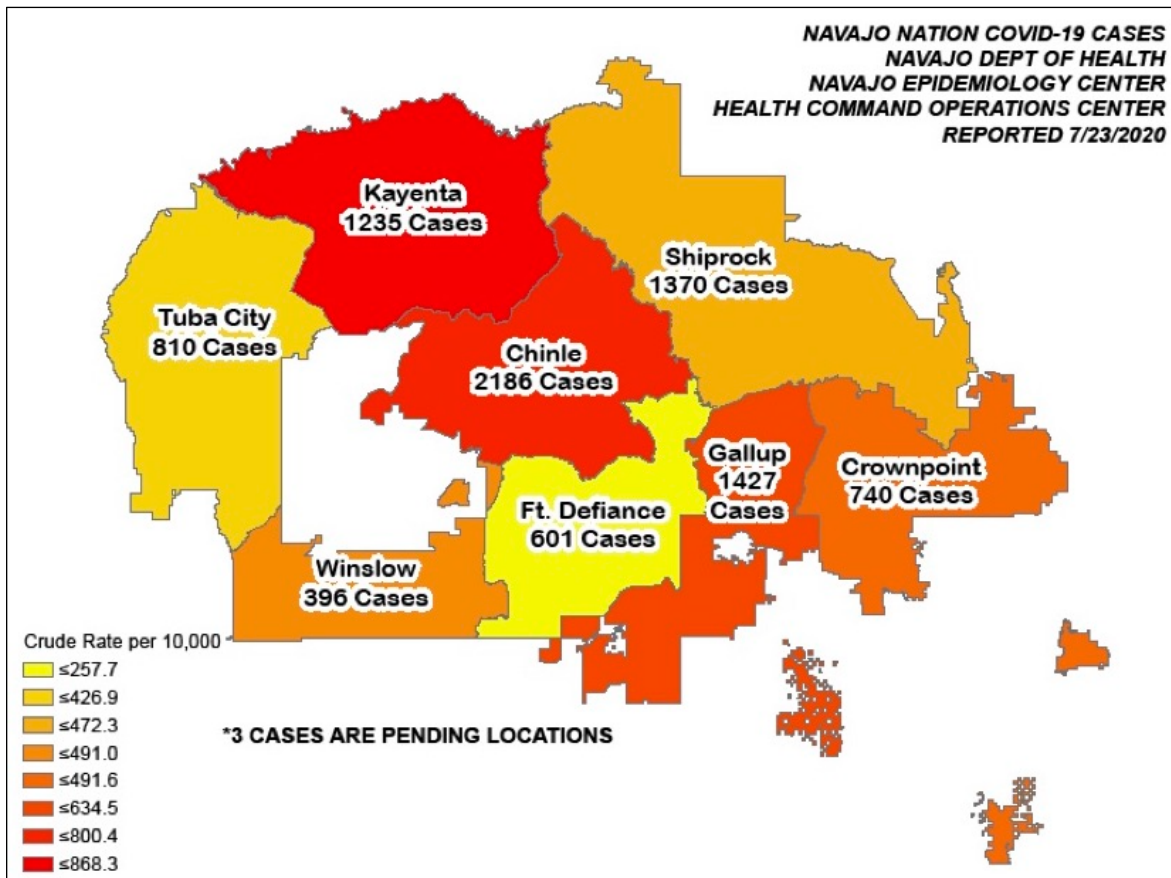 NAVAJO NATION COVID-19 CASES
NAVAJO DEPT OF HEALTH
NAVAJO EPIDEMIOLOGY CENTER
HEALTH COMMAND OPERATIONS CENTER
REPORTED 7/23/2020
Kayenta
1235 Cases
Shiprock
1370 Cases
Tuba City
810 Cases
Chinle
2186 Cases
Gallup
1427
Cases
Crownpoint
740 Cases
Ft. Defiance
601 Cases
Winslow
396 Cases
Crude Rate per 10,000
≤257.7
≤426.9
≤472.3
≤491.0
≤491.6
≤634.5
≤800.4
≤868.3
*3 CASES ARE PENDING LOCATIONS